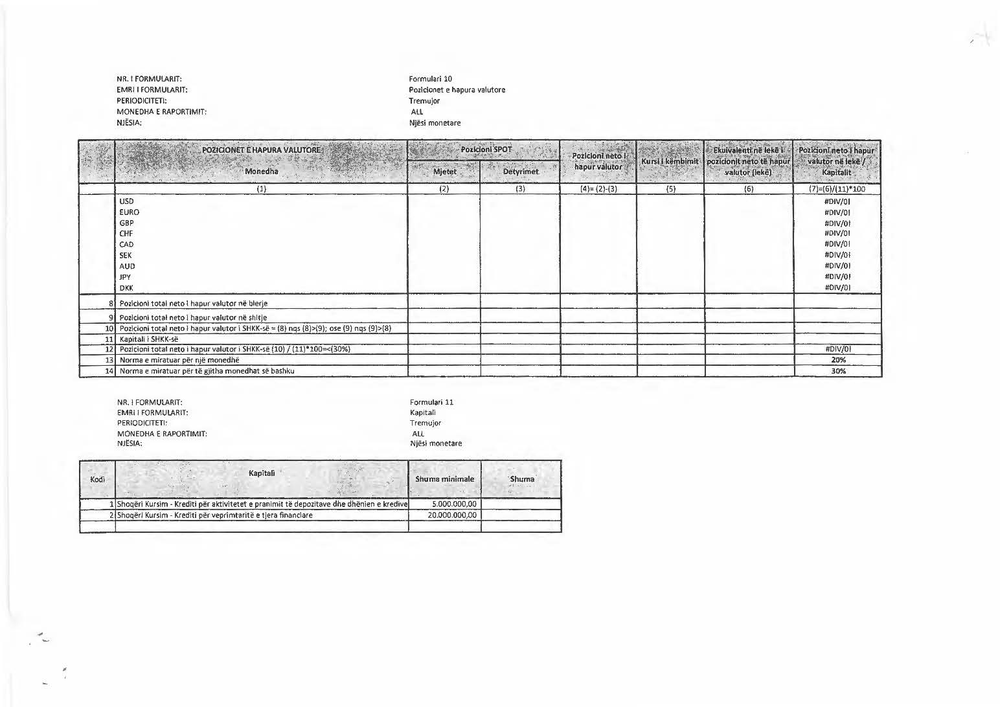 NR. I FORMULARIT: Formulari 10
EMRI I FORMULARIT: Pozicionet e hapura valutore
PERIODICITETI: Tremujor
MONEDHA E RAPORTIMIT: ALL
NJËSIA: Njësi monetare
POZICIONET E HAPURA VALUTORE Pozicioni SPOT Pozicioni neto i hapur valutor Kursi i këmbimit Ekuivalenti në lekë i pozicionit neto të hapur valutor (lekë) Pozicioni neto i hapur valutor në lekë / Kapitalit
Monedha Mjetet Detyrimet
(1) (2) (3) (4)= (2)-(3) (5) (6) (7)=(6)/(11)*100
USD #DIV/0!
EURO #DIV/0!
GBP #DIV/0!
CHF #DIV/0!
CAD #DIV/0!
SEK #DIV/0!
AUD #DIV/0!
JPY #DIV/0!
DKK #DIV/0!
8 Pozicioni total neto i hapur valutor në blerje
9 Pozicioni total neto i hapur valutor në shitje
10 Pozicioni total neto i hapur valutor i SHKK-së = (8) nqs (8)>(9); ose (9) nqs (9)>(8)
11 Kapitali i SHKK-së
12 Pozicioni total neto i hapur valutor i SHKK-së (10) / (11)*100=<(30%) #DIV/0!
13 Norma e miratuar për një monedhë 20%
14 Norma e miratuar për të gjitha monedhat së bashku 30%
NR. I FORMULARIT: Formulari 11
EMRI I FORMULARIT: Kapitali
PERIODICITETI: Tremujor
MONEDHA E RAPORTIMIT: ALL
NJËSIA: Njësi monetare
Kodi Kapitali Shuma minimale Shuma
1 Shoqëri Kursim - Krediti për aktivitetet e pranimit të depozitave dhe dhënien e kredive 5.000.000,00
2 Shoqëri Kursim - Krediti për veprimtaritë e tjera financiare 20.000.000,00